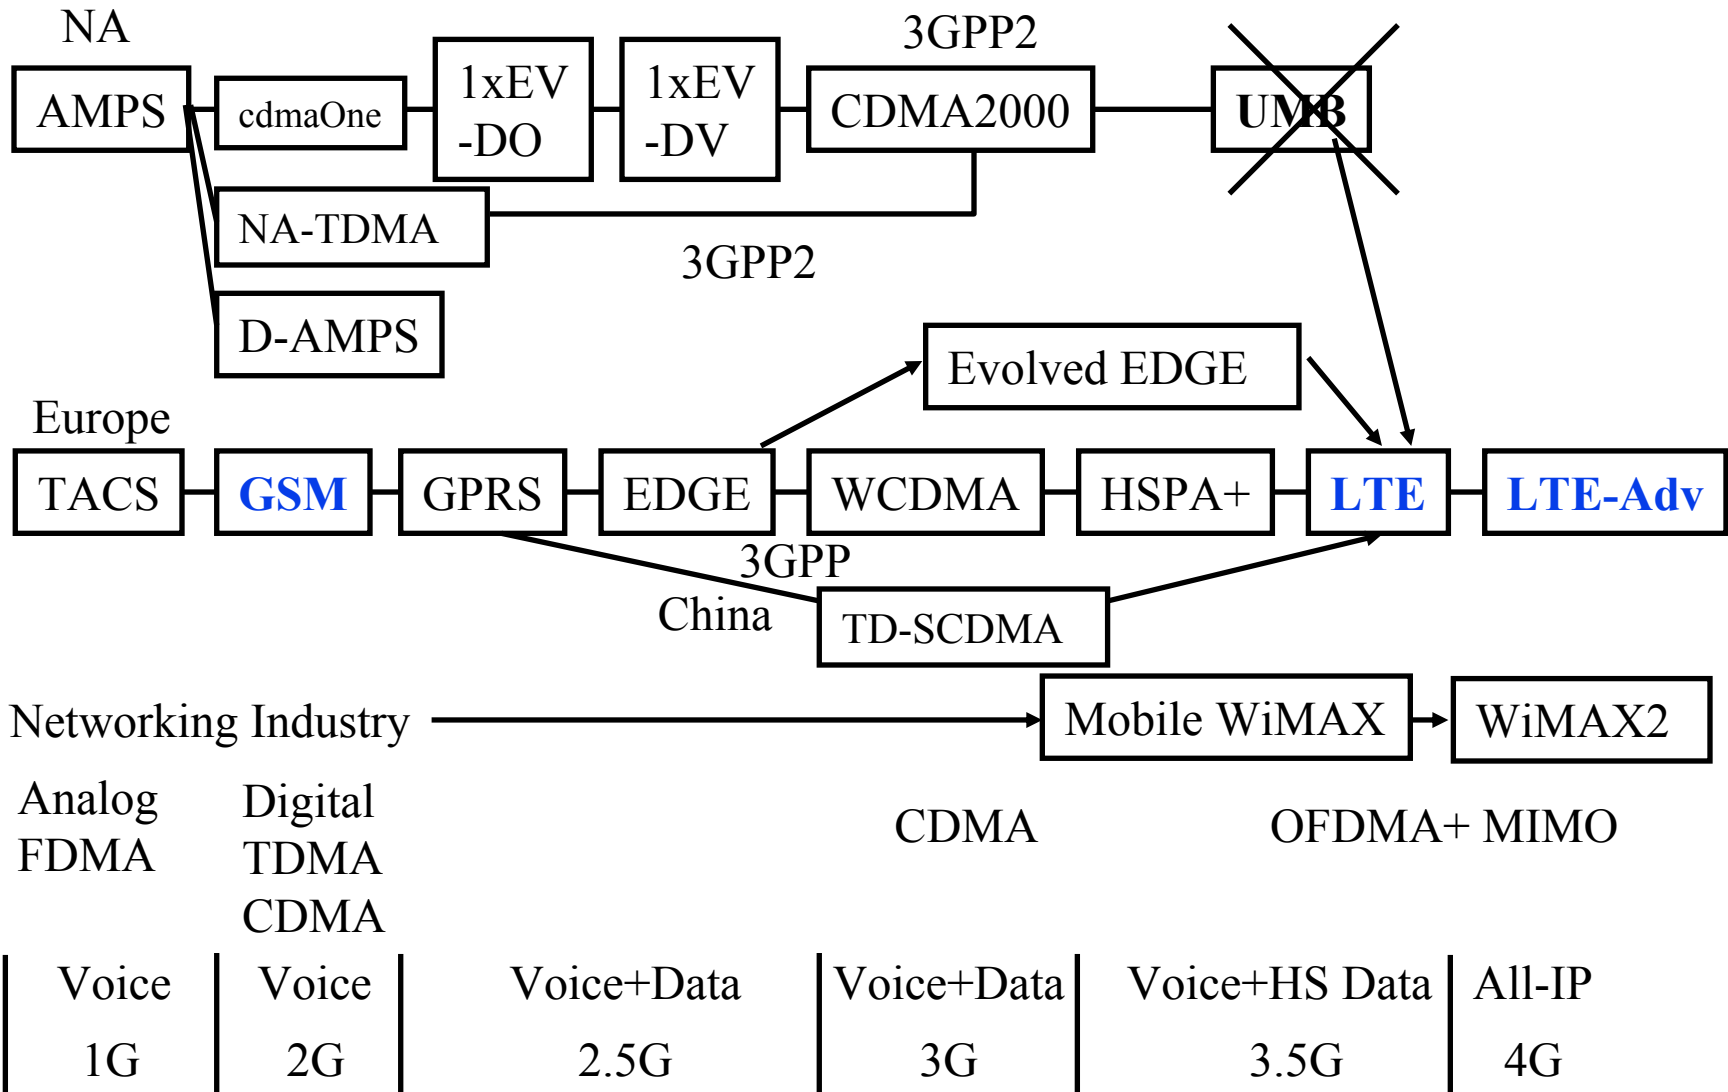 NA
3GPP2
AMPS
cdmaOne
1xEV
-DO
1xEV
-DV
CDMA2000
UMB
NA-TDMA
3GPP2
D-AMPS
Evolved EDGE
Europe
TACS
GSM
GPRS
EDGE
WCDMA
HSPA+
LTE
LTE-Adv
3GPP
China
TD-SCDMA
Networking Industry
Mobile WiMAX
WiMAX2
Analog
FDMA
Digital
TDMA
CDMA
CDMA
OFDMA+ MIMO
Voice
Voice
Voice+Data
Voice+Data
Voice+HS Data
All-IP
1G
2G
2.5G
3G
3.5G
4G